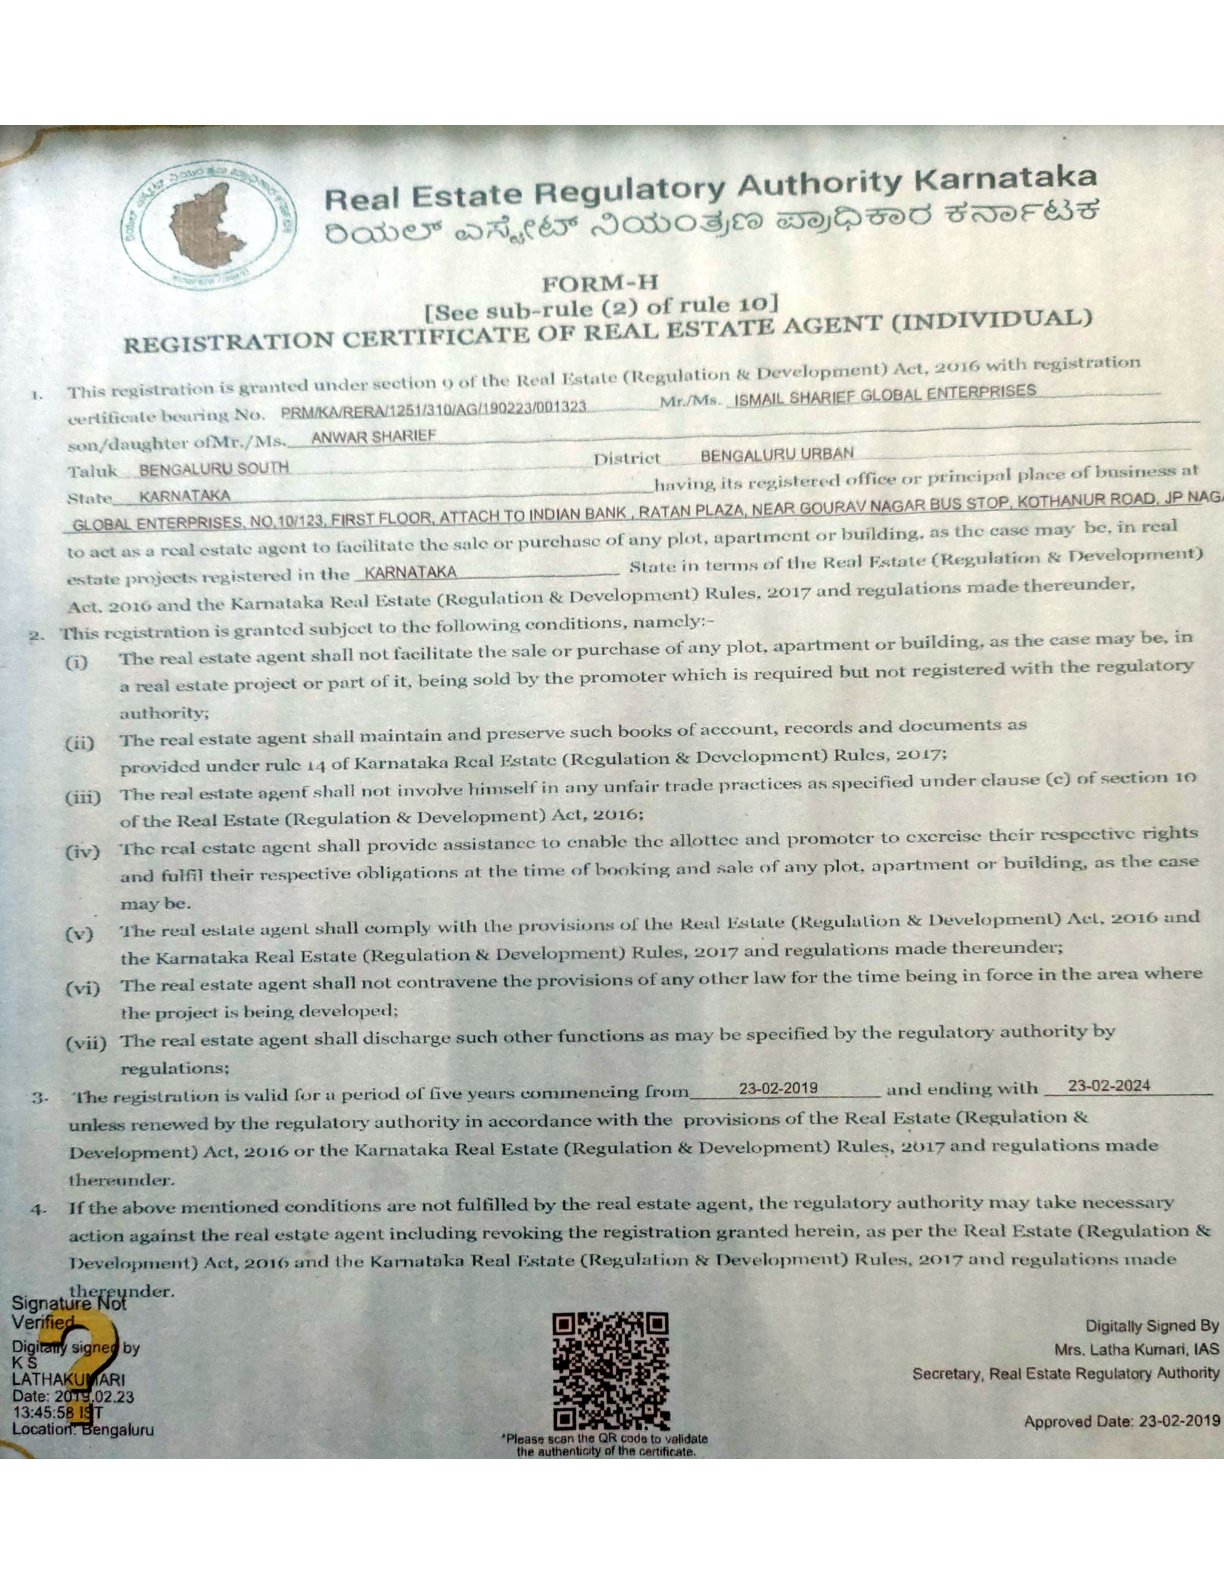 Real Estate Regulatory Authority Karnataka
ರಿಯಲ್ ಎಸ್ಟೇಟ್ ನಿಯಂತ್ರಣ ಪ್ರಾಧಿಕಾರ ಕರ್ನಾಟಕ
FORM-H
[See sub-rule (2) of rule 10]
REGISTRATION CERTIFICATE OF REAL ESTATE AGENT (INDIVIDUAL)
1. This registration is granted under section 9 of the Real Estate (Regulation & Development) Act, 2016 with registration
certificate bearing No. PRM/KA/RERA/1251/310/AG/190223/001323 Mr./Ms. ISMAIL SHARIEF GLOBAL ENTERPRISES
son/daughter ofMr./Ms. ANWAR SHARIEF
Taluk BENGALURU SOUTH District BENGALURU URBAN
State KARNATAKA having its registered office or principal place of business at
GLOBAL ENTERPRISES, NO.10/123, FIRST FLOOR, ATTACH TO INDIAN BANK , RATAN PLAZA, NEAR GOURAV NAGAR BUS STOP, KOTHANUR ROAD, JP NAGA
to act as a real estate agent to facilitate the sale or purchase of any plot, apartment or building, as the case may be, in real
estate projects registered in the KARNATAKA State in terms of the Real Estate (Regulation & Development)
Act, 2016 and the Karnataka Real Estate (Regulation & Development) Rules, 2017 and regulations made thereunder,
2. This registration is granted subject to the following conditions, namely:-
(i) The real estate agent shall not facilitate the sale or purchase of any plot, apartment or building, as the case may be, in
a real estate project or part of it, being sold by the promoter which is required but not registered with the regulatory
authority;
(ii) The real estate agent shall maintain and preserve such books of account, records and documents as
provided under rule 14 of Karnataka Real Estate (Regulation & Development) Rules, 2017;
(iii) The real estate agent shall not involve himself in any unfair trade practices as specified under clause (c) of section 10
of the Real Estate (Regulation & Development) Act, 2016;
(iv) The real estate agent shall provide assistance to enable the allottee and promoter to exercise their respective rights
and fulfil their respective obligations at the time of booking and sale of any plot, apartment or building, as the case
may be.
(v) The real estate agent shall comply with the provisions of the Real Estate (Regulation & Development) Act, 2016 and
the Karnataka Real Estate (Regulation & Development) Rules, 2017 and regulations made thereunder;
(vi) The real estate agent shall not contravene the provisions of any other law for the time being in force in the area where
the project is being developed;
(vii) The real estate agent shall discharge such other functions as may be specified by the regulatory authority by
regulations;
3. The registration is valid for a period of five years commencing from 23-02-2019 and ending with 23-02-2024
unless renewed by the regulatory authority in accordance with the provisions of the Real Estate (Regulation &
Development) Act, 2016 or the Karnataka Real Estate (Regulation & Development) Rules, 2017 and regulations made
thereunder.
4. If the above mentioned conditions are not fulfilled by the real estate agent, the regulatory authority may take necessary
action against the real estate agent including revoking the registration granted herein, as per the Real Estate (Regulation &
Development) Act, 2016 and the Karnataka Real Estate (Regulation & Development) Rules, 2017 and regulations made
thereunder.
Signature Not
Verified
Digitally signed by
K S
LATHAKUMARI
Date: 2019.02.23
13:45:58 IST
Location: Bengaluru
*Please scan the QR code to validate
the authenticity of the certificate.
Digitally Signed By
Mrs. Latha Kumari, IAS
Secretary, Real Estate Regulatory Authority
Approved Date: 23-02-2019